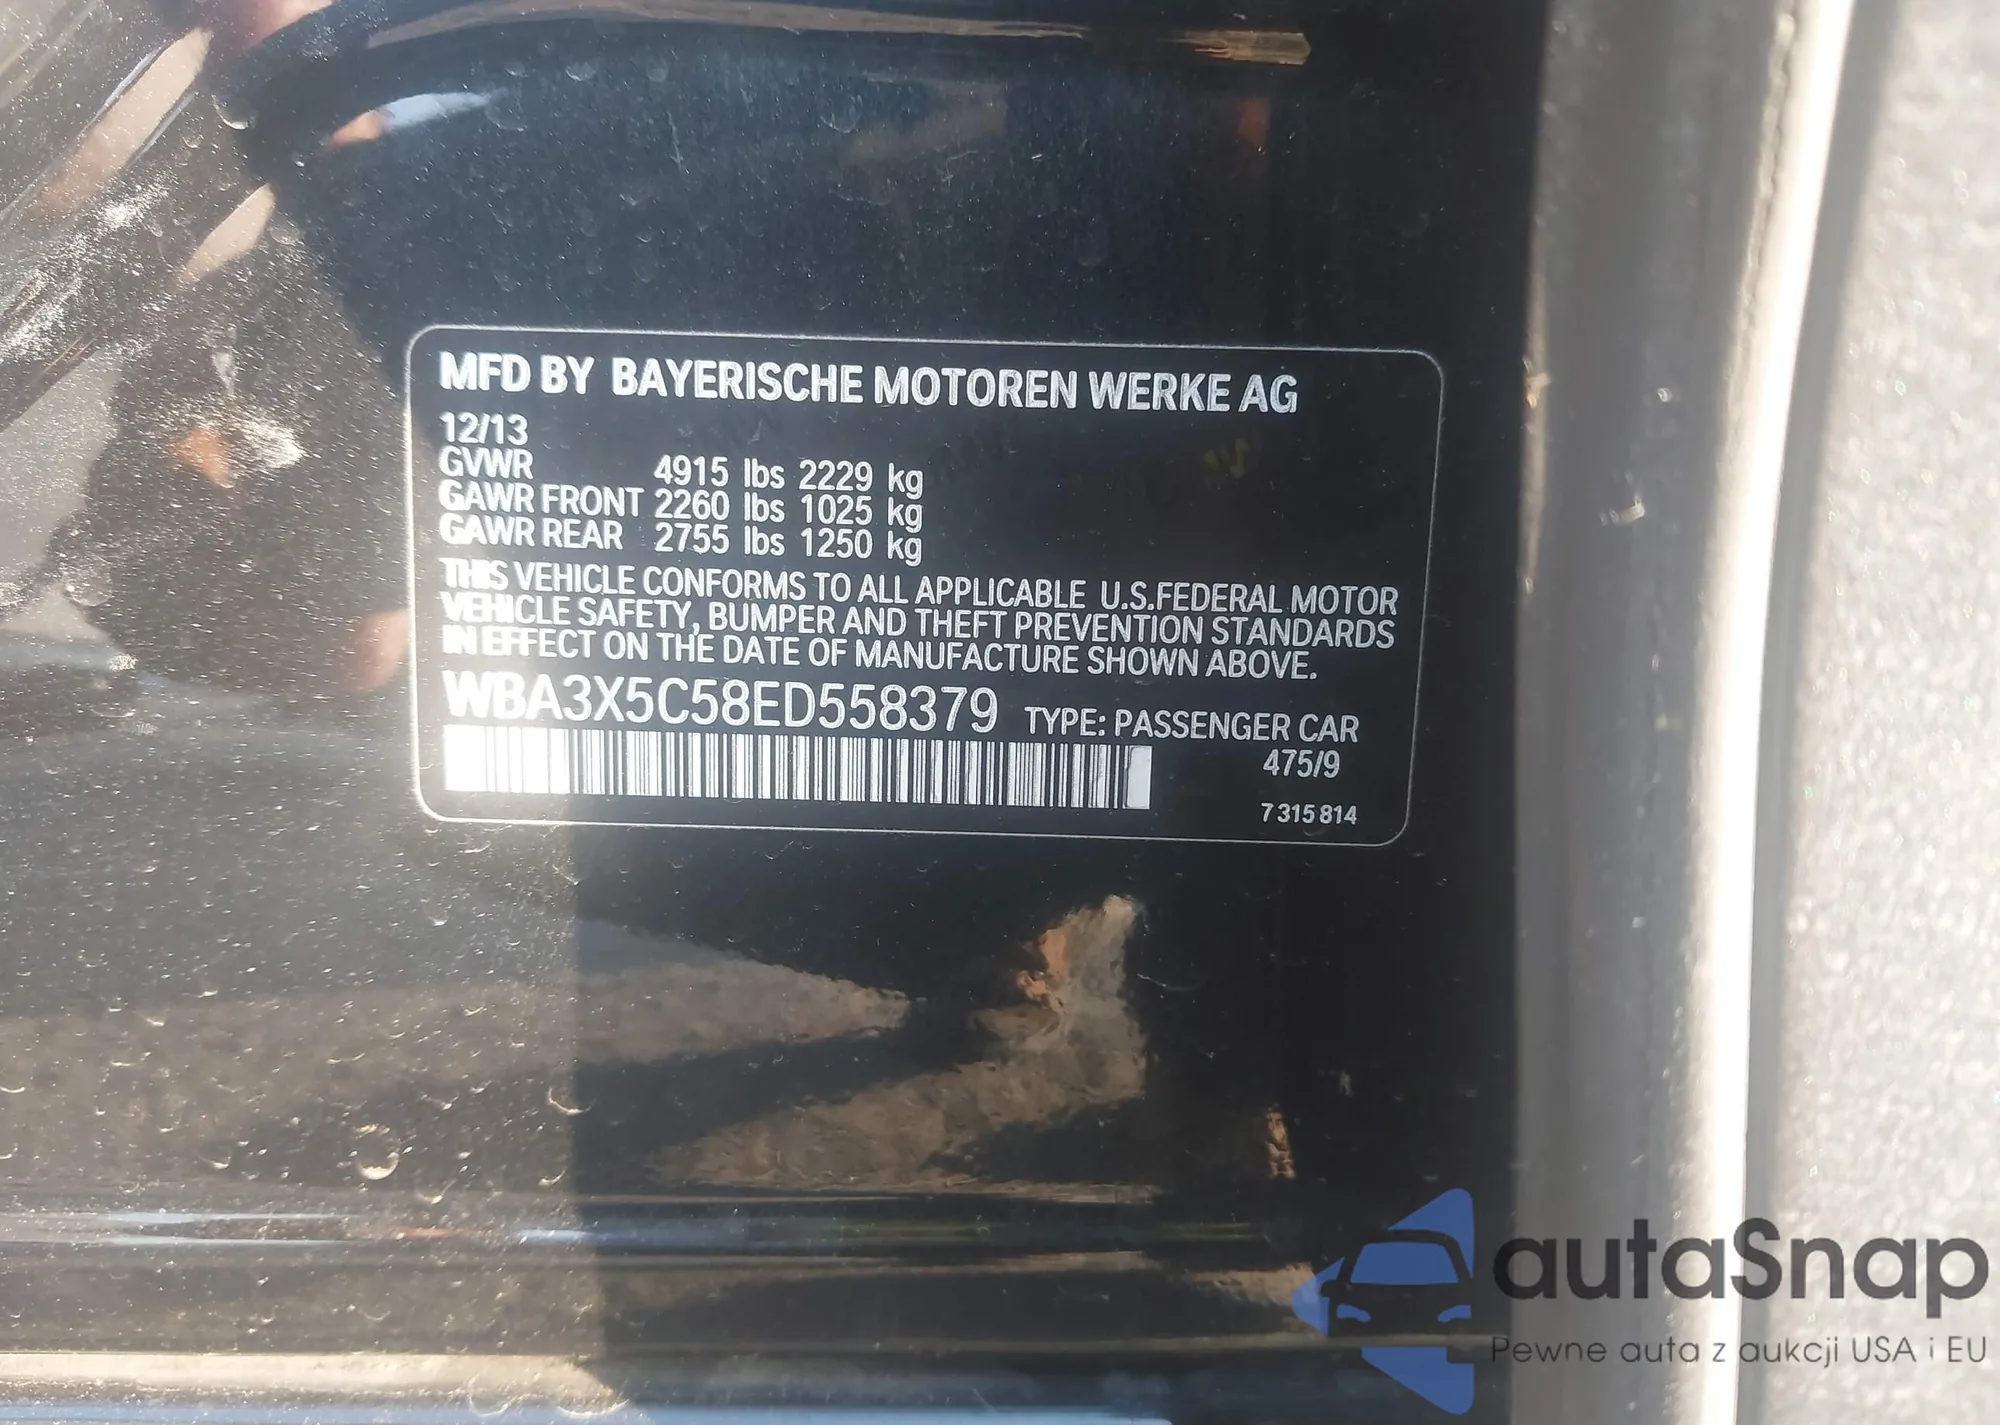 MFD BY BAYERISCHE MOTOREN WERKE AG
12/13
GVWR 4915 lbs 2229 kg
GAWR FRONT 2260 lbs 1025 kg
GAWR REAR 2755 lbs 1250 kg
THIS VEHICLE CONFORMS TO ALL APPLICABLE U.S.FEDERAL MOTOR
VEHICLE SAFETY, BUMPER AND THEFT PREVENTION STANDARDS
IN EFFECT ON THE DATE OF MANUFACTURE SHOWN ABOVE.
WBA3X5C58ED558379 TYPE: PASSENGER CAR
475/9
7 315 814
autaSnap
Pewne auta z aukcji USA i EU